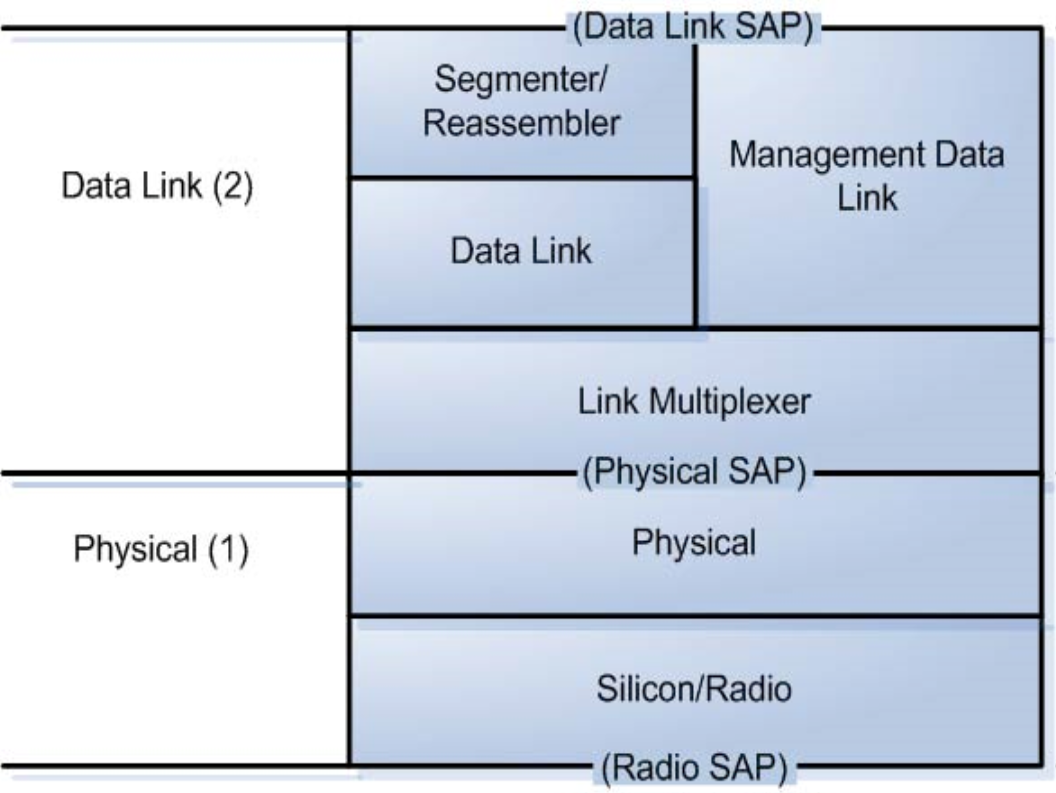 (Data Link SAP)
Segmenter/
Reassembler
Management Data
Link
Data Link (2)
Data Link
Link Multiplexer
(Physical SAP)
Physical (1)
Physical
Silicon/Radio
(Radio SAP)